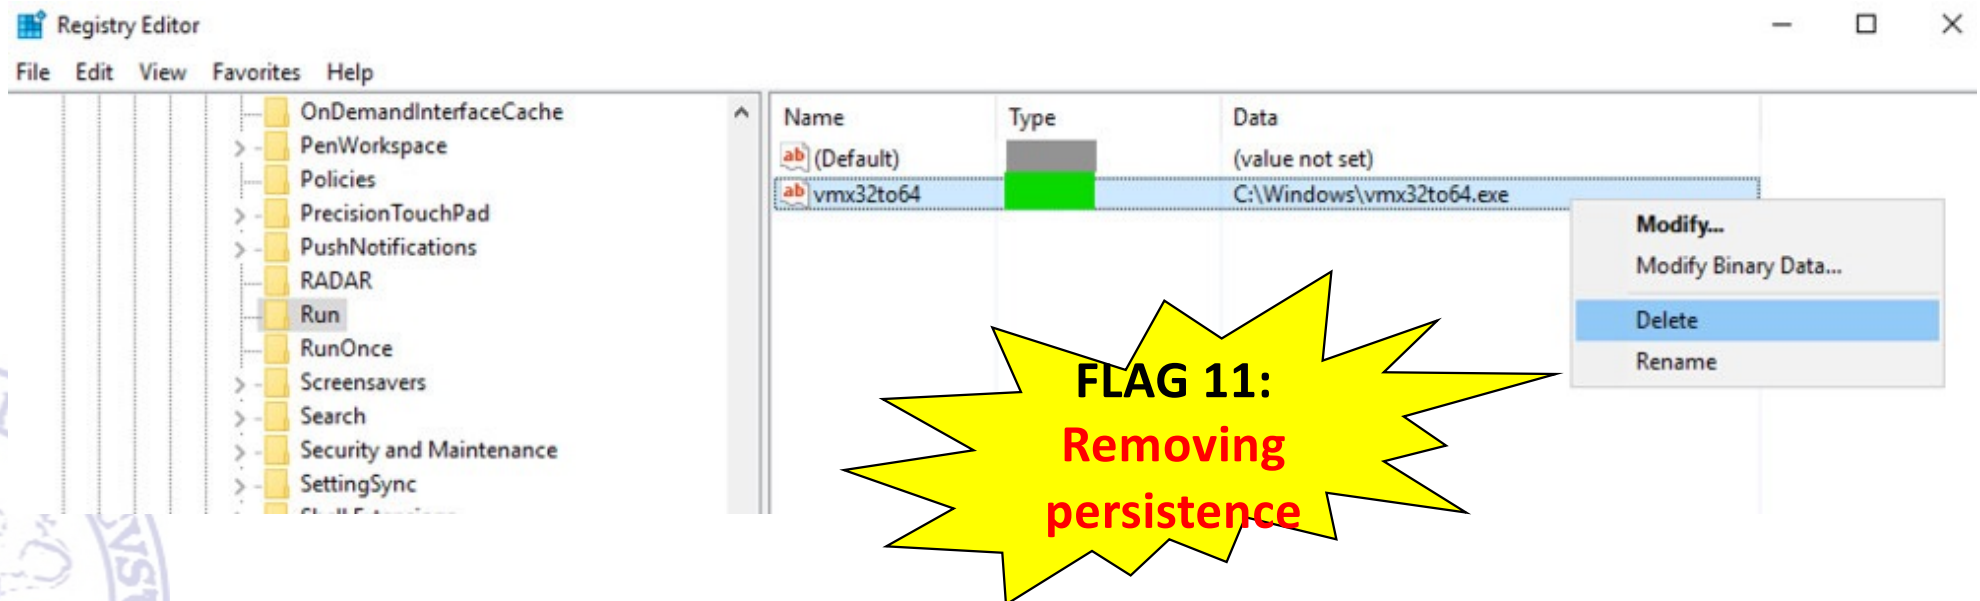 Registry Editor
File Edit View Favorites Help
OnDemandInterfaceCache
PenWorkspace
Policies
PrecisionTouchPad
PushNotifications
RADAR
Run
RunOnce
Screensavers
Search
Security and Maintenance
SettingSync
Name Type Data
ab (Default) (value not set)
ab vmx32to64 C:\Windows\vmx32to64.exe
Modify...
Modify Binary Data...
Delete
Rename
FLAG 11:
Removing
persistence